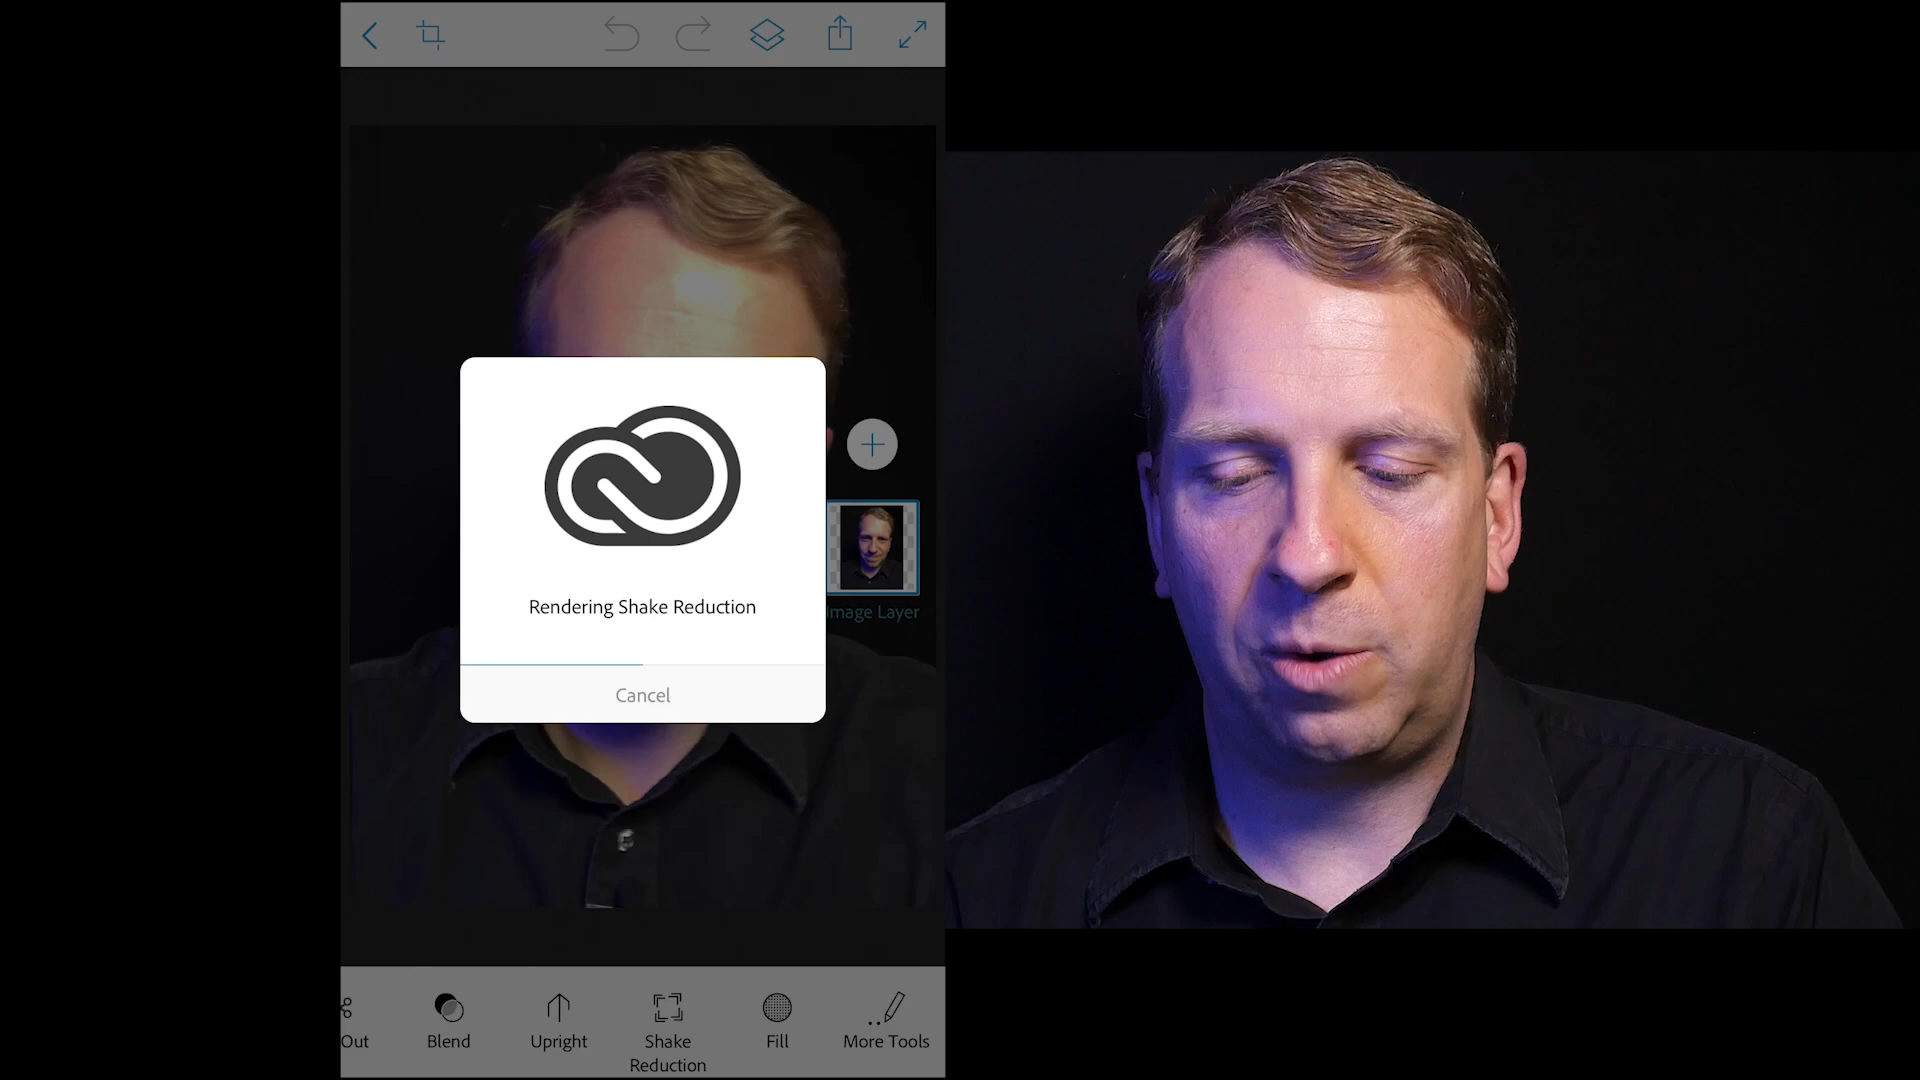 Rendering Shake Reduction
Cancel
Image Layer
Out
Blend
Upright
Shake
Reduction
Fill
More Tools